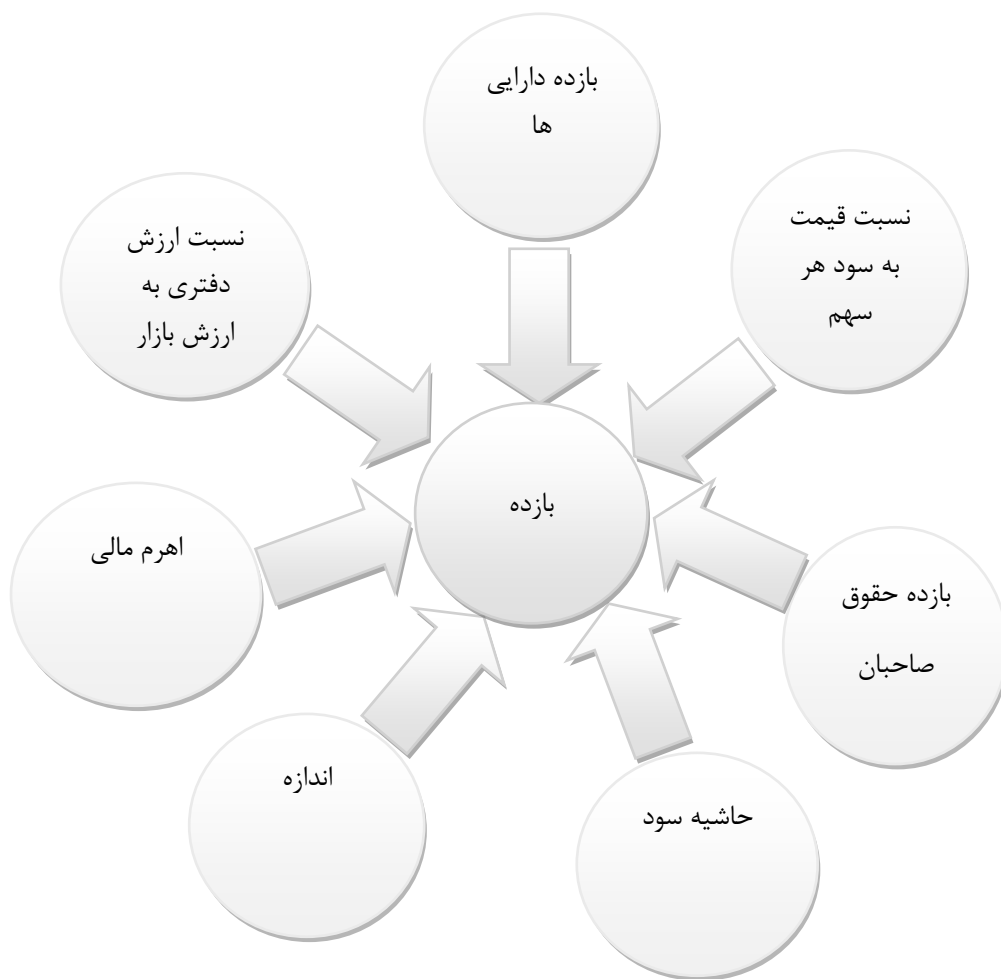 بازده دارایی
ها
نسبت قیمت
به سود هر
سهم
نسبت ارزش
دفتری به
ارزش بازار
بازده
اهرم مالی
بازده حقوق
صاحبان
اندازه
حاشیه سود